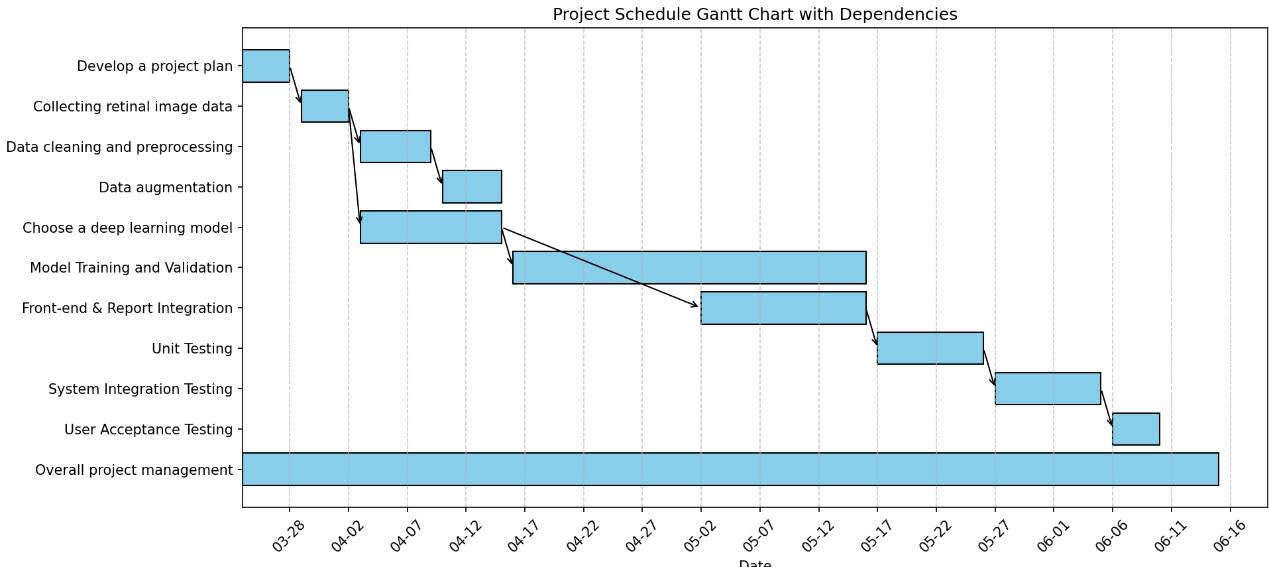 Project Schedule Gantt Chart with Dependencies
Develop a project plan
Collecting retinal image data
Data cleaning and preprocessing
Data augmentation
Choose a deep learning model
Model Training and Validation
Front-end & Report Integration
Unit Testing
System Integration Testing
User Acceptance Testing
Overall project management
03-28 04-02 04-07 04-12 04-17 04-22 04-27 05-02 05-07 05-12 05-17 05-22 05-27 06-01 06-06 06-11 06-16
Date